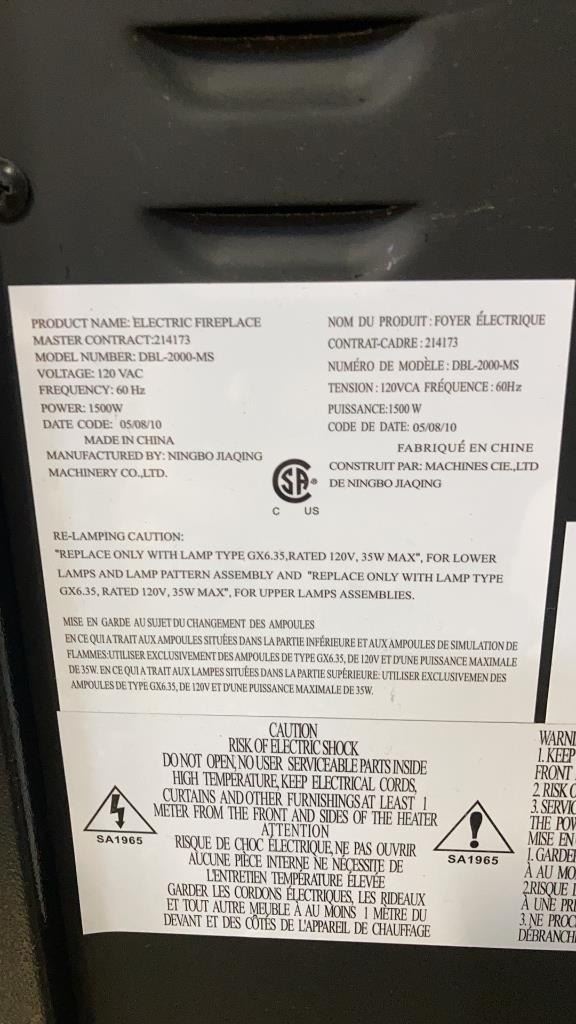 PRODUCT NAME: ELECTRIC FIREPLACE
MASTER CONTRACT:214173
MODEL NUMBER: DBL-2000-MS
VOLTAGE: 120 VAC
FREQUENCY: 60 Hz
POWER: 1500W
DATE CODE: 05/08/10
MADE IN CHINA
MANUFACTURED BY: NINGBO JIAQING
MACHINERY CO.,LTD.
NOM DU PRODUIT : FOYER ÉLECTRIQUE
CONTRAT-CADRE : 214173
NUMÉRO DE MODÈLE : DBL-2000-MS
TENSION : 120VCA FRÉQUENCE : 60Hz
PUISSANCE:1500 W
CODE DE DATE: 05/08/10
FABRIQUÉ EN CHINE
CONSTRUIT PAR: MACHINES CIE.,LTD
DE NINGBO JIAQING
SA ®
C US
RE-LAMPING CAUTION:
"REPLACE ONLY WITH LAMP TYPE GX6.35,RATED 120V, 35W MAX", FOR LOWER
LAMPS AND LAMP PATTERN ASSEMBLY AND "REPLACE ONLY WITH LAMP TYPE
GX6.35, RATED 120V, 35W MAX", FOR UPPER LAMPS ASSEMBLIES.
MISE EN GARDE AU SUJET DU CHANGEMENT DES AMPOULES
EN CE QUI A TRAIT AUX AMPOULES SITUÉES DANS LA PARTIE INFÉRIEURE ET AUX AMPOULES DE SIMULATION DE
FLAMMES:UTILISER EXCLUSIVEMENT DES AMPOULES DE TYPE GX6.35, DE 120V ET D'UNE PUISSANCE MAXIMALE
DE 35W. EN CE QUI A TRAIT AUX LAMPES SITUÉES DANS LA PARTIE SUPÉRIEURE: UTILISER EXCLUSIVEMEN DES
AMPOULES DE TYPE GX6.35, DE 120V ET D'UNE PUISSANCE MAXIMALE DE 35W.
CAUTION
RISK OF ELECTRIC SHOCK
DO NOT OPEN, NO USER SERVICEABLE PARTS INSIDE
HIGH TEMPERATURE, KEEP ELECTRICAL CORDS,
CURTAINS AND OTHER FURNISHINGS AT LEAST 1
METER FROM THE FRONT AND SIDES OF THE HEATER
ATTENTION
RISQUE DE CHOC ÉLECTRIQUE, NE PAS OUVRIR
AUCUNE PIÈCE INTERNE NE NÉCESSITE DE
L'ENTRETIEN TEMPÉRATURE ÉLEVÉE
GARDER LES CORDONS ÉLECTRIQUES, LES RIDEAUX
ET TOUT AUTRE MEUBLE À AU MOINS 1 MÈTRE DU
DEVANT ET DES CÔTÉS DE L'APPAREIL DE CHAUFFAGE
SA1965
SA1965
1. KEEP
FRONT
2. RISK
THE
MISE EN
À AU
À UNE
3. NE